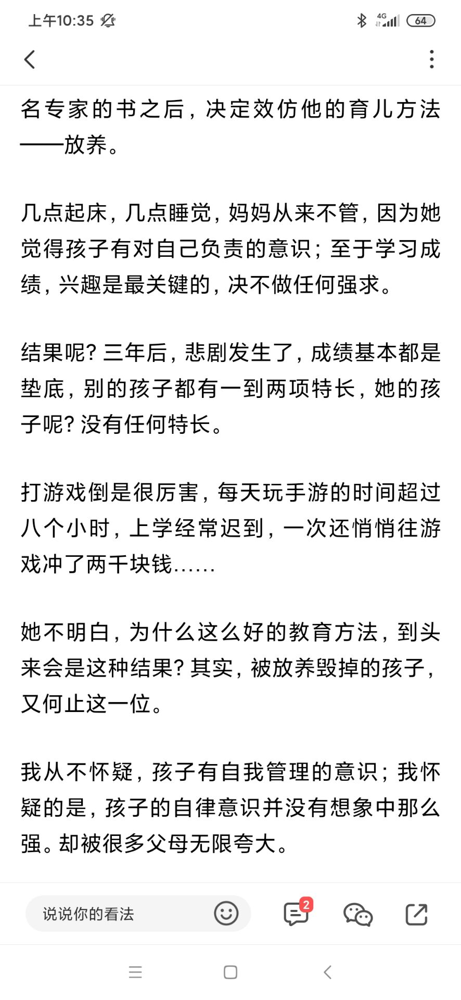 上午10:35
4G
64
名专家的书之后，决定效仿他的育儿方法
——放养。
几点起床，几点睡觉，妈妈从来不管，因为她
觉得孩子有对自己负责的意识；至于学习成
绩，兴趣是最关键的，决不做任何强求。
结果呢？三年后，悲剧发生了，成绩基本都是
垫底，别的孩子都有一到两项特长，她的孩
子呢？没有任何特长。
打游戏倒是很厉害，每天玩手游的时间超过
八个小时，上学经常迟到，一次还悄悄往游
戏冲了两千块钱……
她不明白，为什么这么好的教育方法，到头
来会是这种结果？其实，被放养毁掉的孩子，
又何止这一位。
我从不怀疑，孩子有自我管理的意识；我怀
疑的是，孩子的自律意识并没有想象中那么
强。却被很多父母无限夸大。
说说你的看法
2